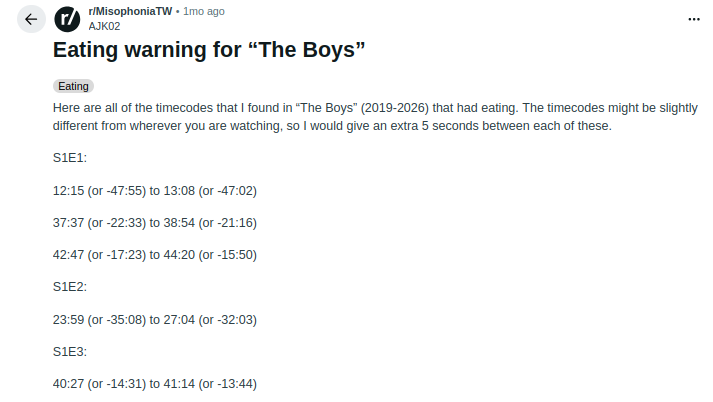 r/MisophoniaTW • 1mo ago
AJK02
Eating warning for “The Boys”
Eating
Here are all of the timecodes that I found in “The Boys” (2019-2026) that had eating. The timecodes might be slightly
different from wherever you are watching, so I would give an extra 5 seconds between each of these.
S1E1:
12:15 (or -47:55) to 13:08 (or -47:02)
37:37 (or -22:33) to 38:54 (or -21:16)
42:47 (or -17:23) to 44:20 (or -15:50)
S1E2:
23:59 (or -35:08) to 27:04 (or -32:03)
S1E3:
40:27 (or -14:31) to 41:14 (or -13:44)